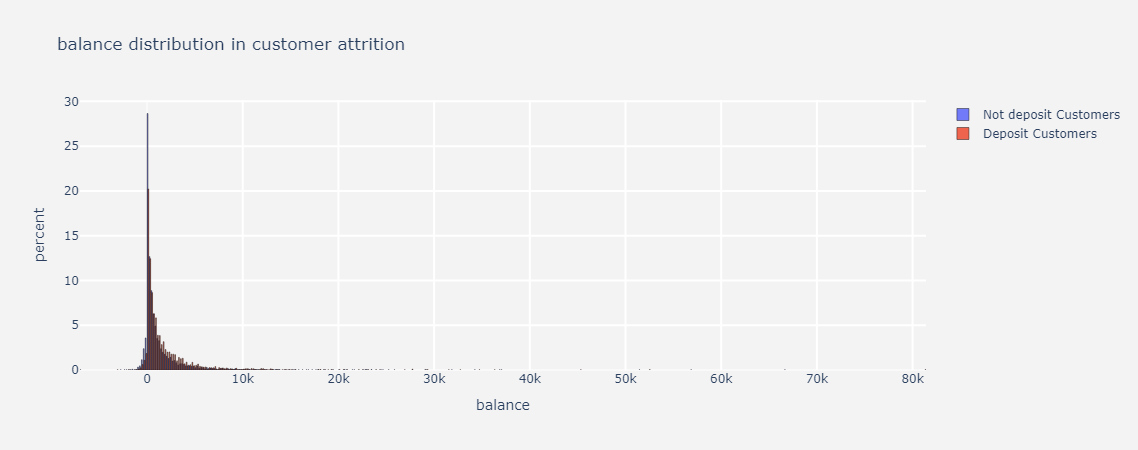 balance distribution in customer attrition
Not deposit Customers
Deposit Customers
percent
30
25
20
15
10
5
0
0 10k 20k 30k 40k 50k 60k 70k 80k
balance